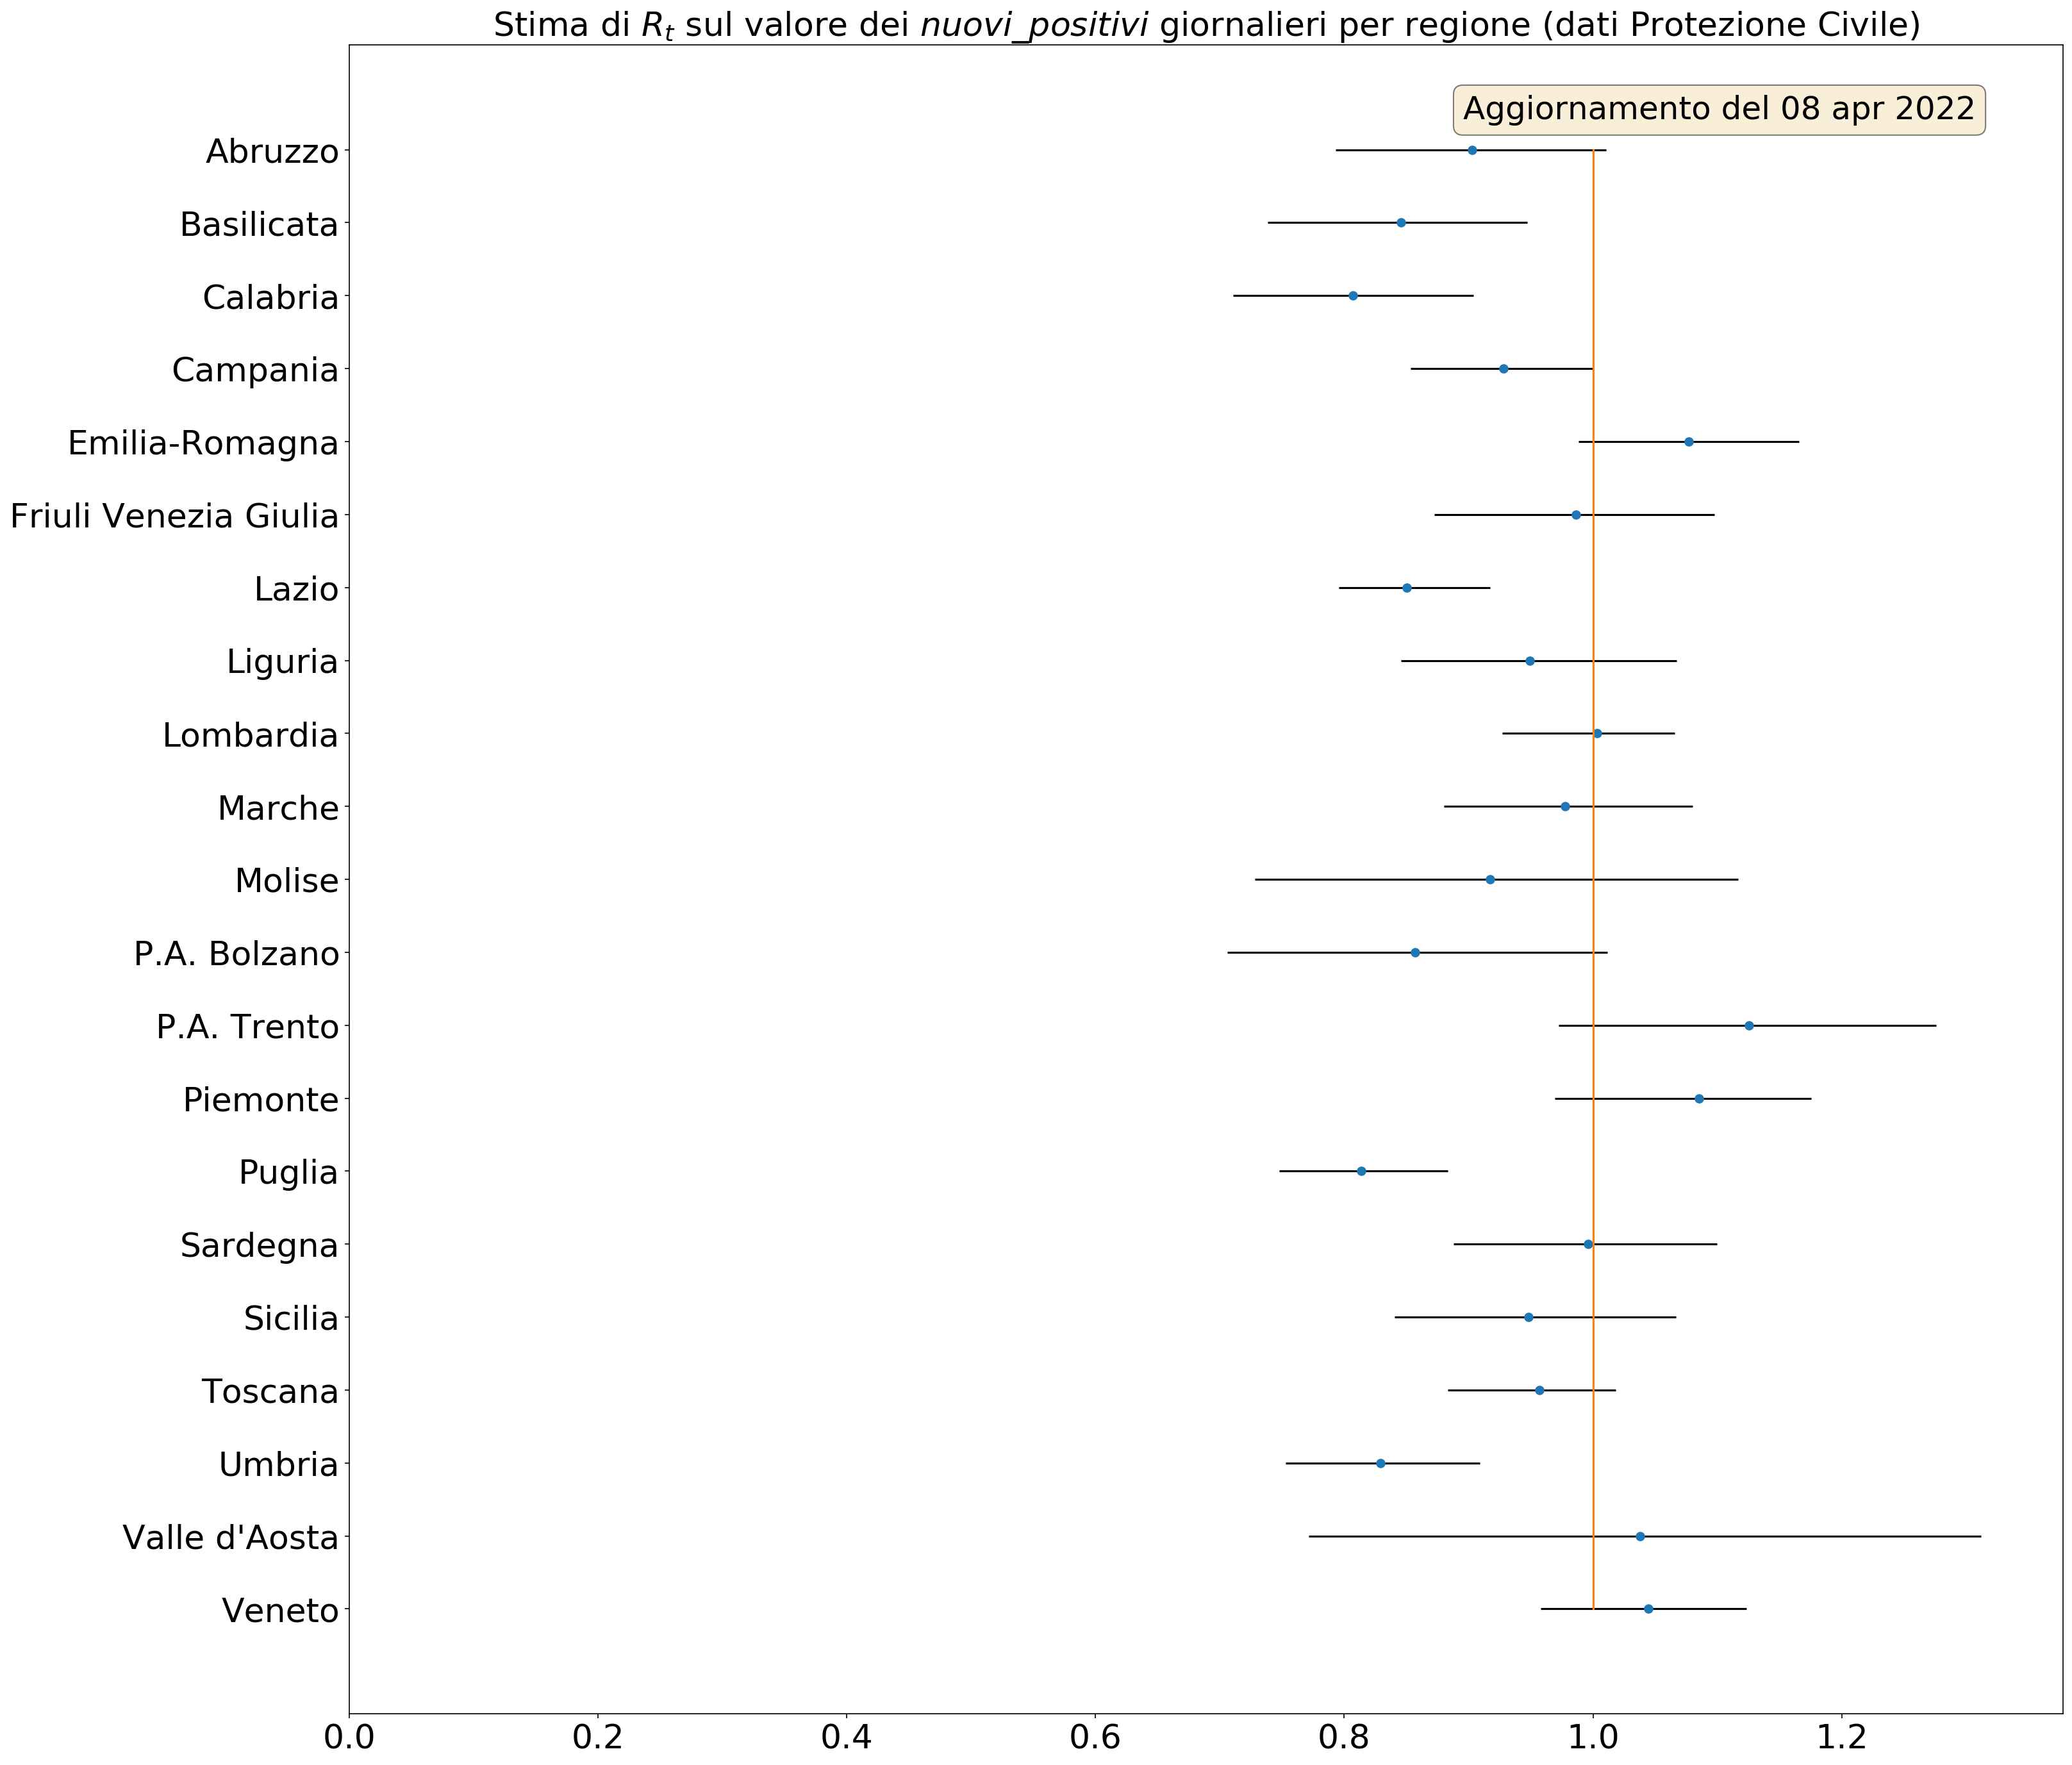 Stima di Rt sul valore dei nuovi_positivi giornalieri per regione (dati Protezione Civile)
Aggiornamento del 08 apr 2022
Abruzzo
Basilicata
Calabria
Campania
Emilia-Romagna
Friuli Venezia Giulia
Lazio
Liguria
Lombardia
Marche
Molise
P.A. Bolzano
P.A. Trento
Piemonte
Puglia
Sardegna
Sicilia
Toscana
Umbria
Valle d'Aosta
Veneto
0.0 0.2 0.4 0.6 0.8 1.0 1.2